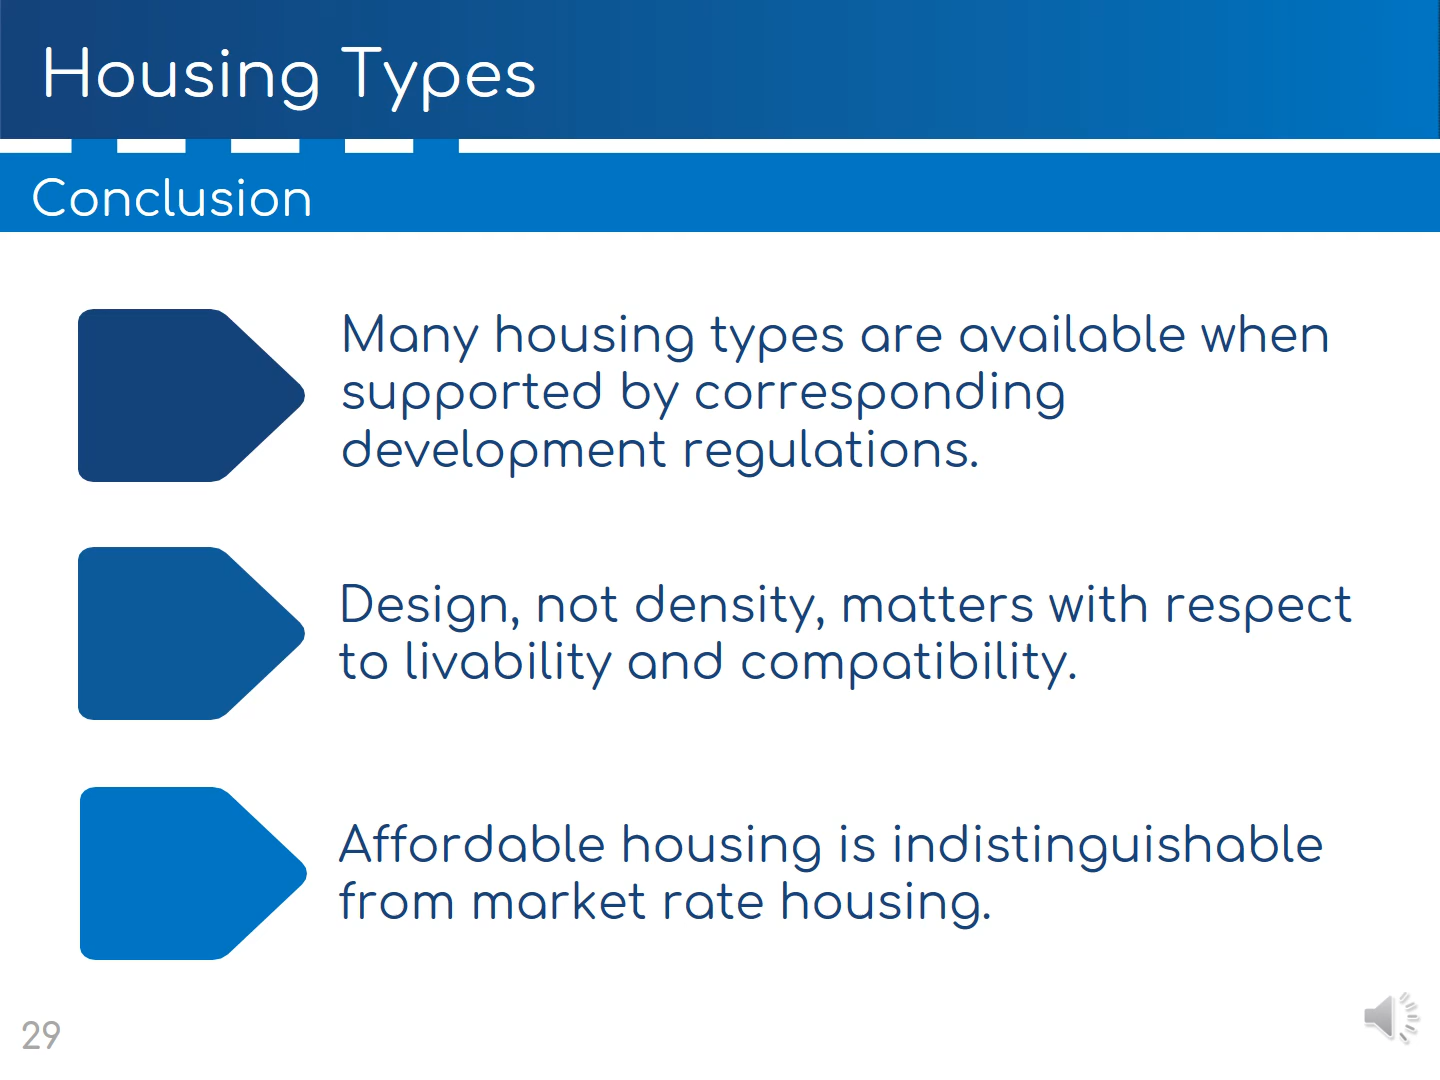 Housing Types
Conclusion
Many housing types are available when
supported by corresponding
development regulations.
Design, not density, matters with respect
to livability and compatibility.
Affordable housing is indistinguishable
from market rate housing.
29